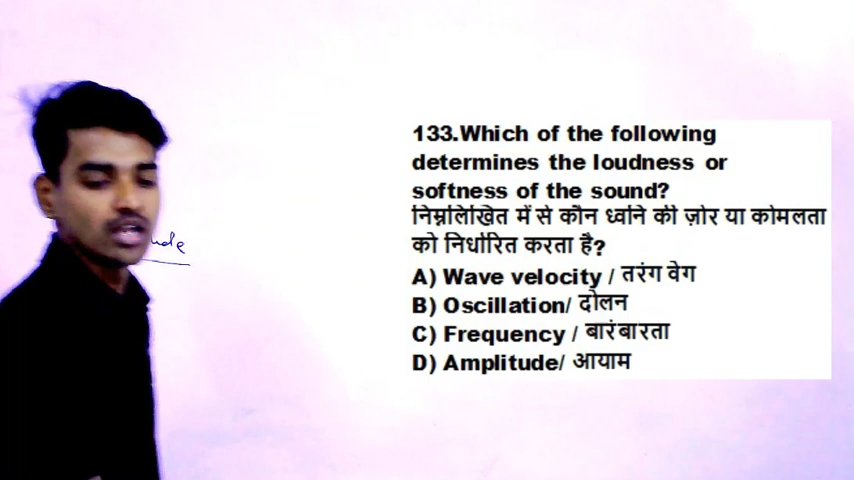 133.Which of the following
determines the loudness or
softness of the sound?
निम्नलिखित में से कौन ध्वनि की ज़ोर या कोमलता
को निर्धारित करता है?
A) Wave velocity / तरंग वेग
B) Oscillation/ दोलन
C) Frequency / बारंबारता
D) Amplitude/ आयाम